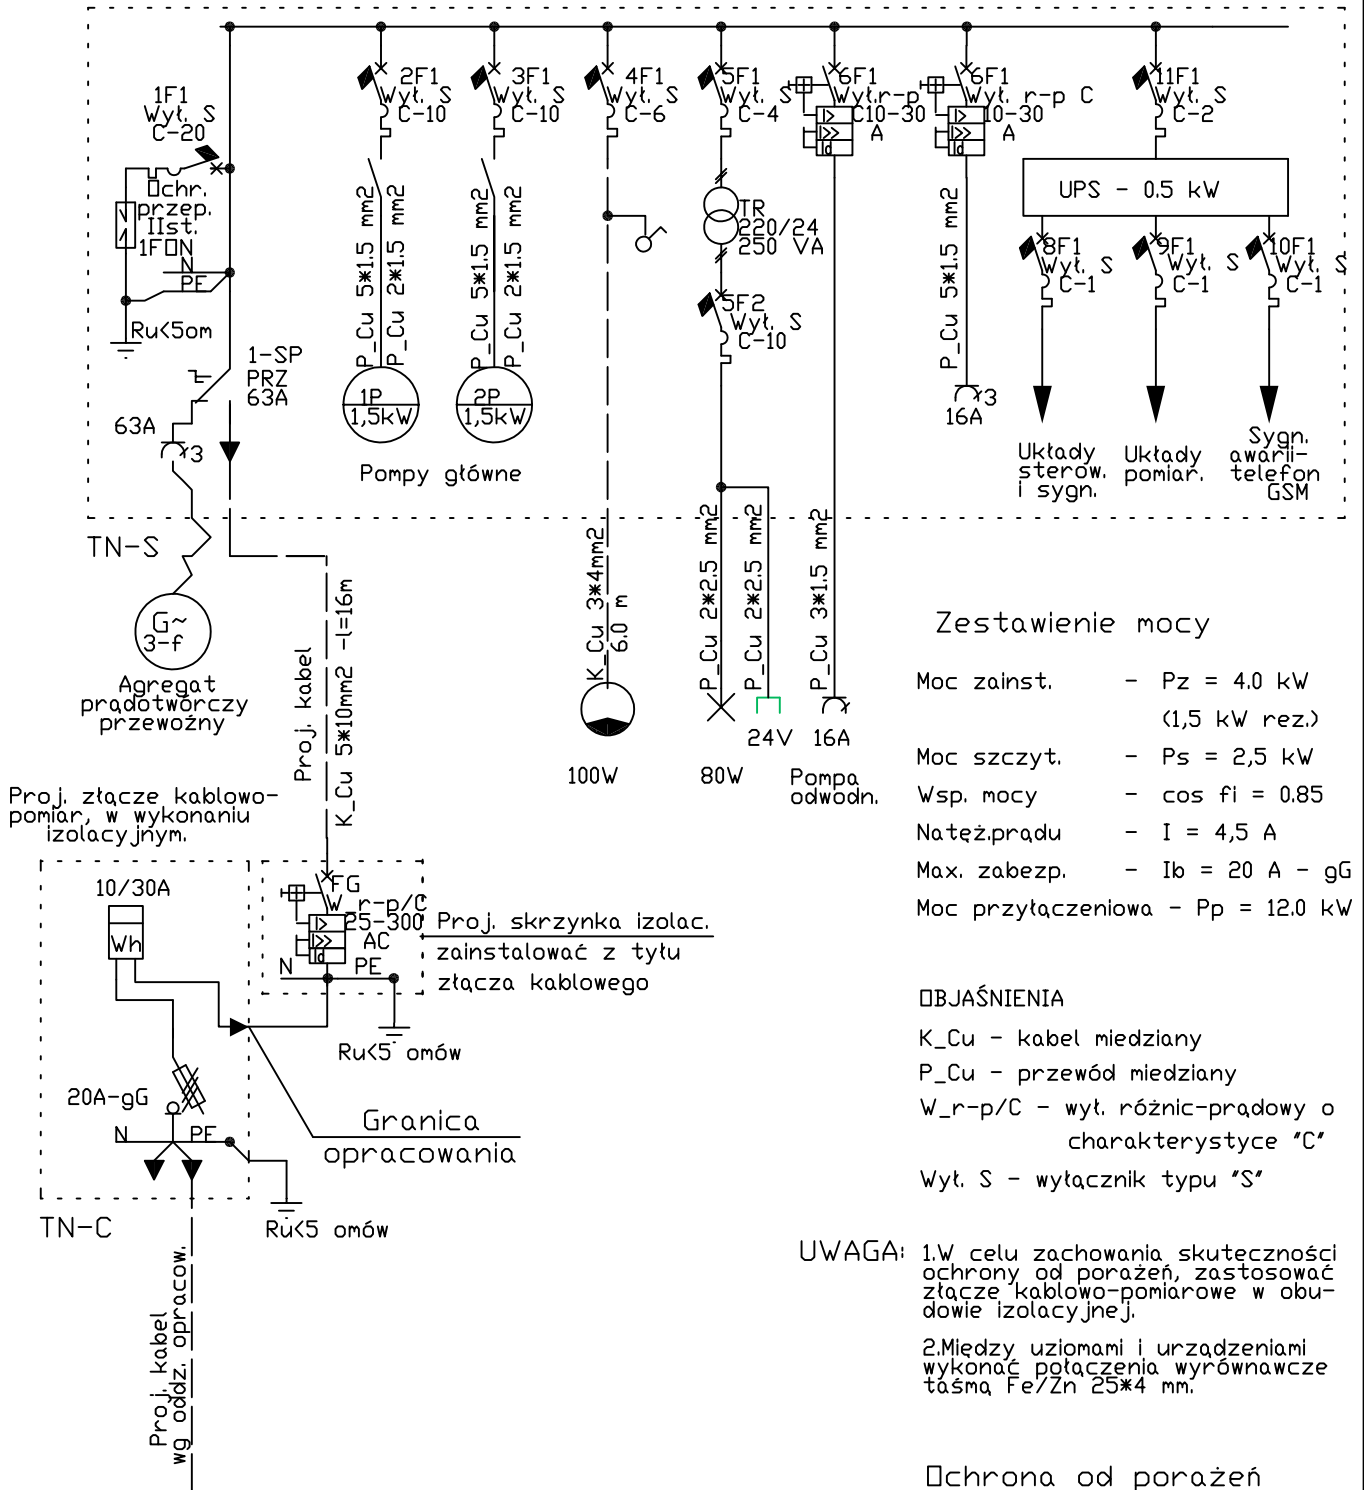 1F1
Wył. S
C-20
Ochr.
przep.
IIst.
1FON
N
PE
Ru<5om
1-SP
PRZ
63A
63A
3
2F1
Wył. S
C-10
P_Cu 5*1.5 mm2
P_Cu 2*1.5 mm2
1P
1,5kW
3F1
Wył. S
C-10
P_Cu 5*1.5 mm2
P_Cu 2*1.5 mm2
2P
1,5kW
Pompy główne
4F1
Wył. S
C-6
5F1
Wył. S
C-4
TR
220/24
250 VA
5F2
Wył. S
C-10
6F1
Wył.r-p
C10-30
A
I>
I>>
Id
6F1
Wył. r-p C
10-30
A
I>
I>>
Id
P_Cu 5*1.5 mm2
3
16A
11F1
Wył. S
C-2
UPS - 0.5 kW
8F1
Wył. S
C-1
9F1
Wył. S
C-1
10F1
Wył. S
C-1
Układy
sterow.
i sygn.
Układy
pomiar.
Sygn.
awarii-
telefon
GSM
TN-S
G~
3-f
Agregat
prądotwórczy
przewoźny
Proj. kabel
K_Cu 5*10mm2 -l=16m
K_Cu 3*4mm2
6.0 m
100W
P_Cu 2*2.5 mm2
80W
P_Cu 2*2.5 mm2
24V
P_Cu 3*1.5 mm2
16A
Pompa
odwodn.
Zestawienie mocy
Moc zainst. - Pz = 4.0 kW
(1,5 kW rez.)
Moc szczyt. - Ps = 2,5 kW
Wsp. mocy - cos fi = 0.85
Natęż.prądu - I = 4,5 A
Max. zabezp. - Ib = 20 A - gG
Moc przyłączeniowa - Pp = 12.0 kW
Proj. złącze kablowo-
pomiar, w wykonaniu
izolacyjnym.
10/30A
Wh
FG
W_r-p/C
25-300
AC
I>
I>>
Id
N
PE
Proj. skrzynka izolac.
zainstalować z tyłu
złącza kablowego
Ru<5 omów
20A-gG
N
PE
Granica
opracowania
TN-C
Ru<5 omów
Proj. kabel
wg oddz. opracow.
OBJAŚNIENIA
K_Cu - kabel miedziany
P_Cu - przewód miedziany
W_r-p/C - wył. różnic-prądowy o
charakterystyce "C"
Wył. S - wyłącznik typu "S"
UWAGA: 1.W celu zachowania skuteczności
ochrony od porażeń, zastosować
złącze kablowo-pomiarowe w obu-
dowie izolacyjnej.
2.Między uziomami i urządzeniami
wykonać połączenia wyrównawcze
taśmą Fe/Zn 25*4 mm.
Ochrona od porażeń